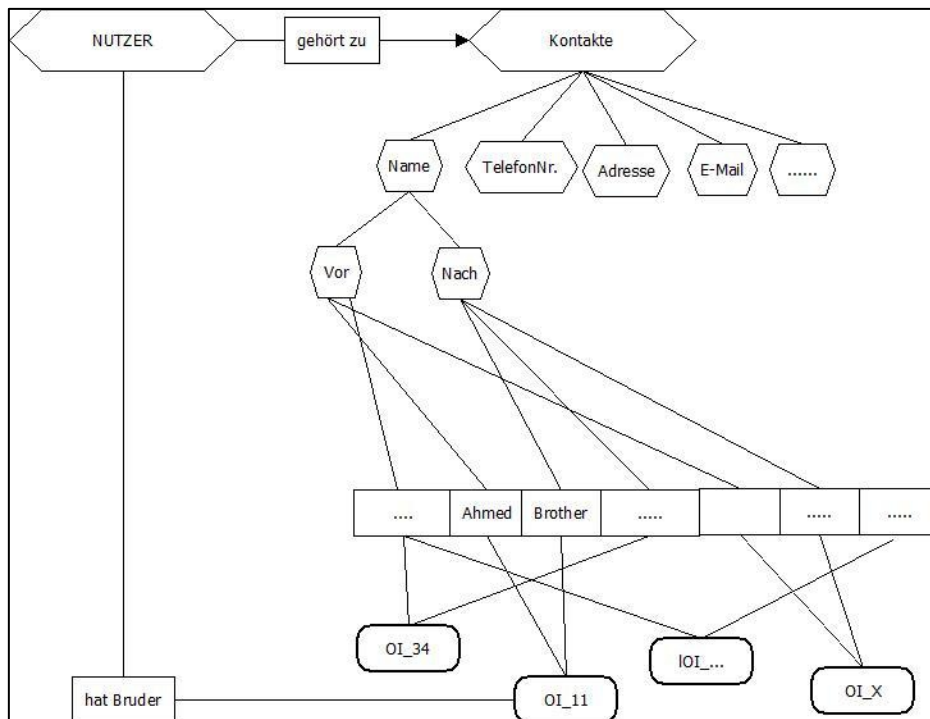 NUTZER
gehört zu
Kontakte
Name
TelefonNr.
Adresse
E-Mail
......
Vor
Nach
....
Ahmed
Brother
.....
.....
.....
OI_34
lOI_...
OI_X
hat Bruder
OI_11